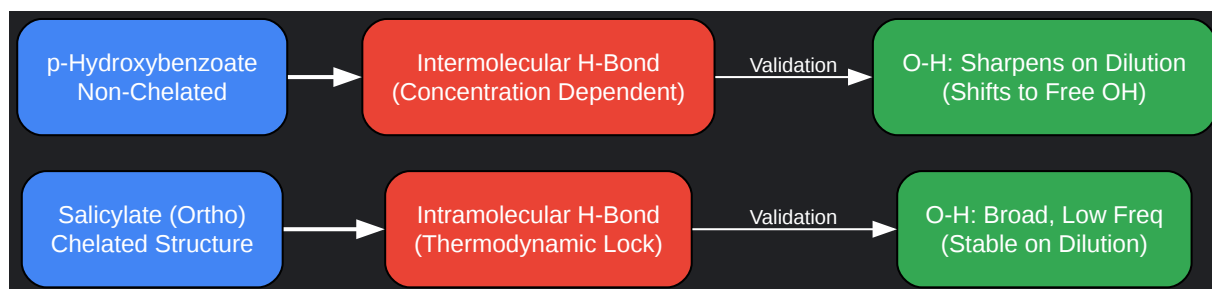 p-Hydroxybenzoate
Non-Chelated
Intermolecular H-Bond
(Concentration Dependent)
Validation
O-H: Sharpens on Dilution
(Shifts to Free OH)
Salicylate (Ortho)
Chelated Structure
Intramolecular H-Bond
(Thermodynamic Lock)
Validation
O-H: Broad, Low Freq
(Stable on Dilution)